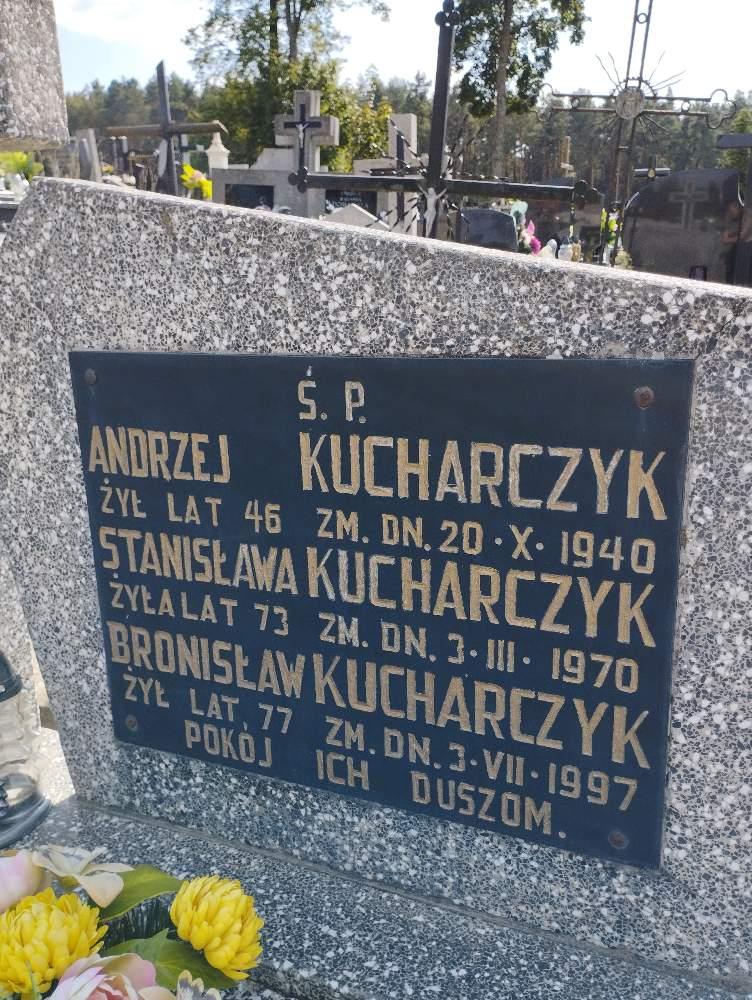 Ś. P.
ANDRZEJ KUCHARCZYK
ŻYŁ LAT 46 ZM. DN. 20 · X · 1940
STANISŁAWA KUCHARCZYK
ŻYŁA LAT 73 ZM. DN. 3 · III · 1970
BRONISŁAW KUCHARCZYK
ŻYŁ LAT, 77 ZM. DN. 3 · VII · 1997
POKÓJ ICH DUSZOM.